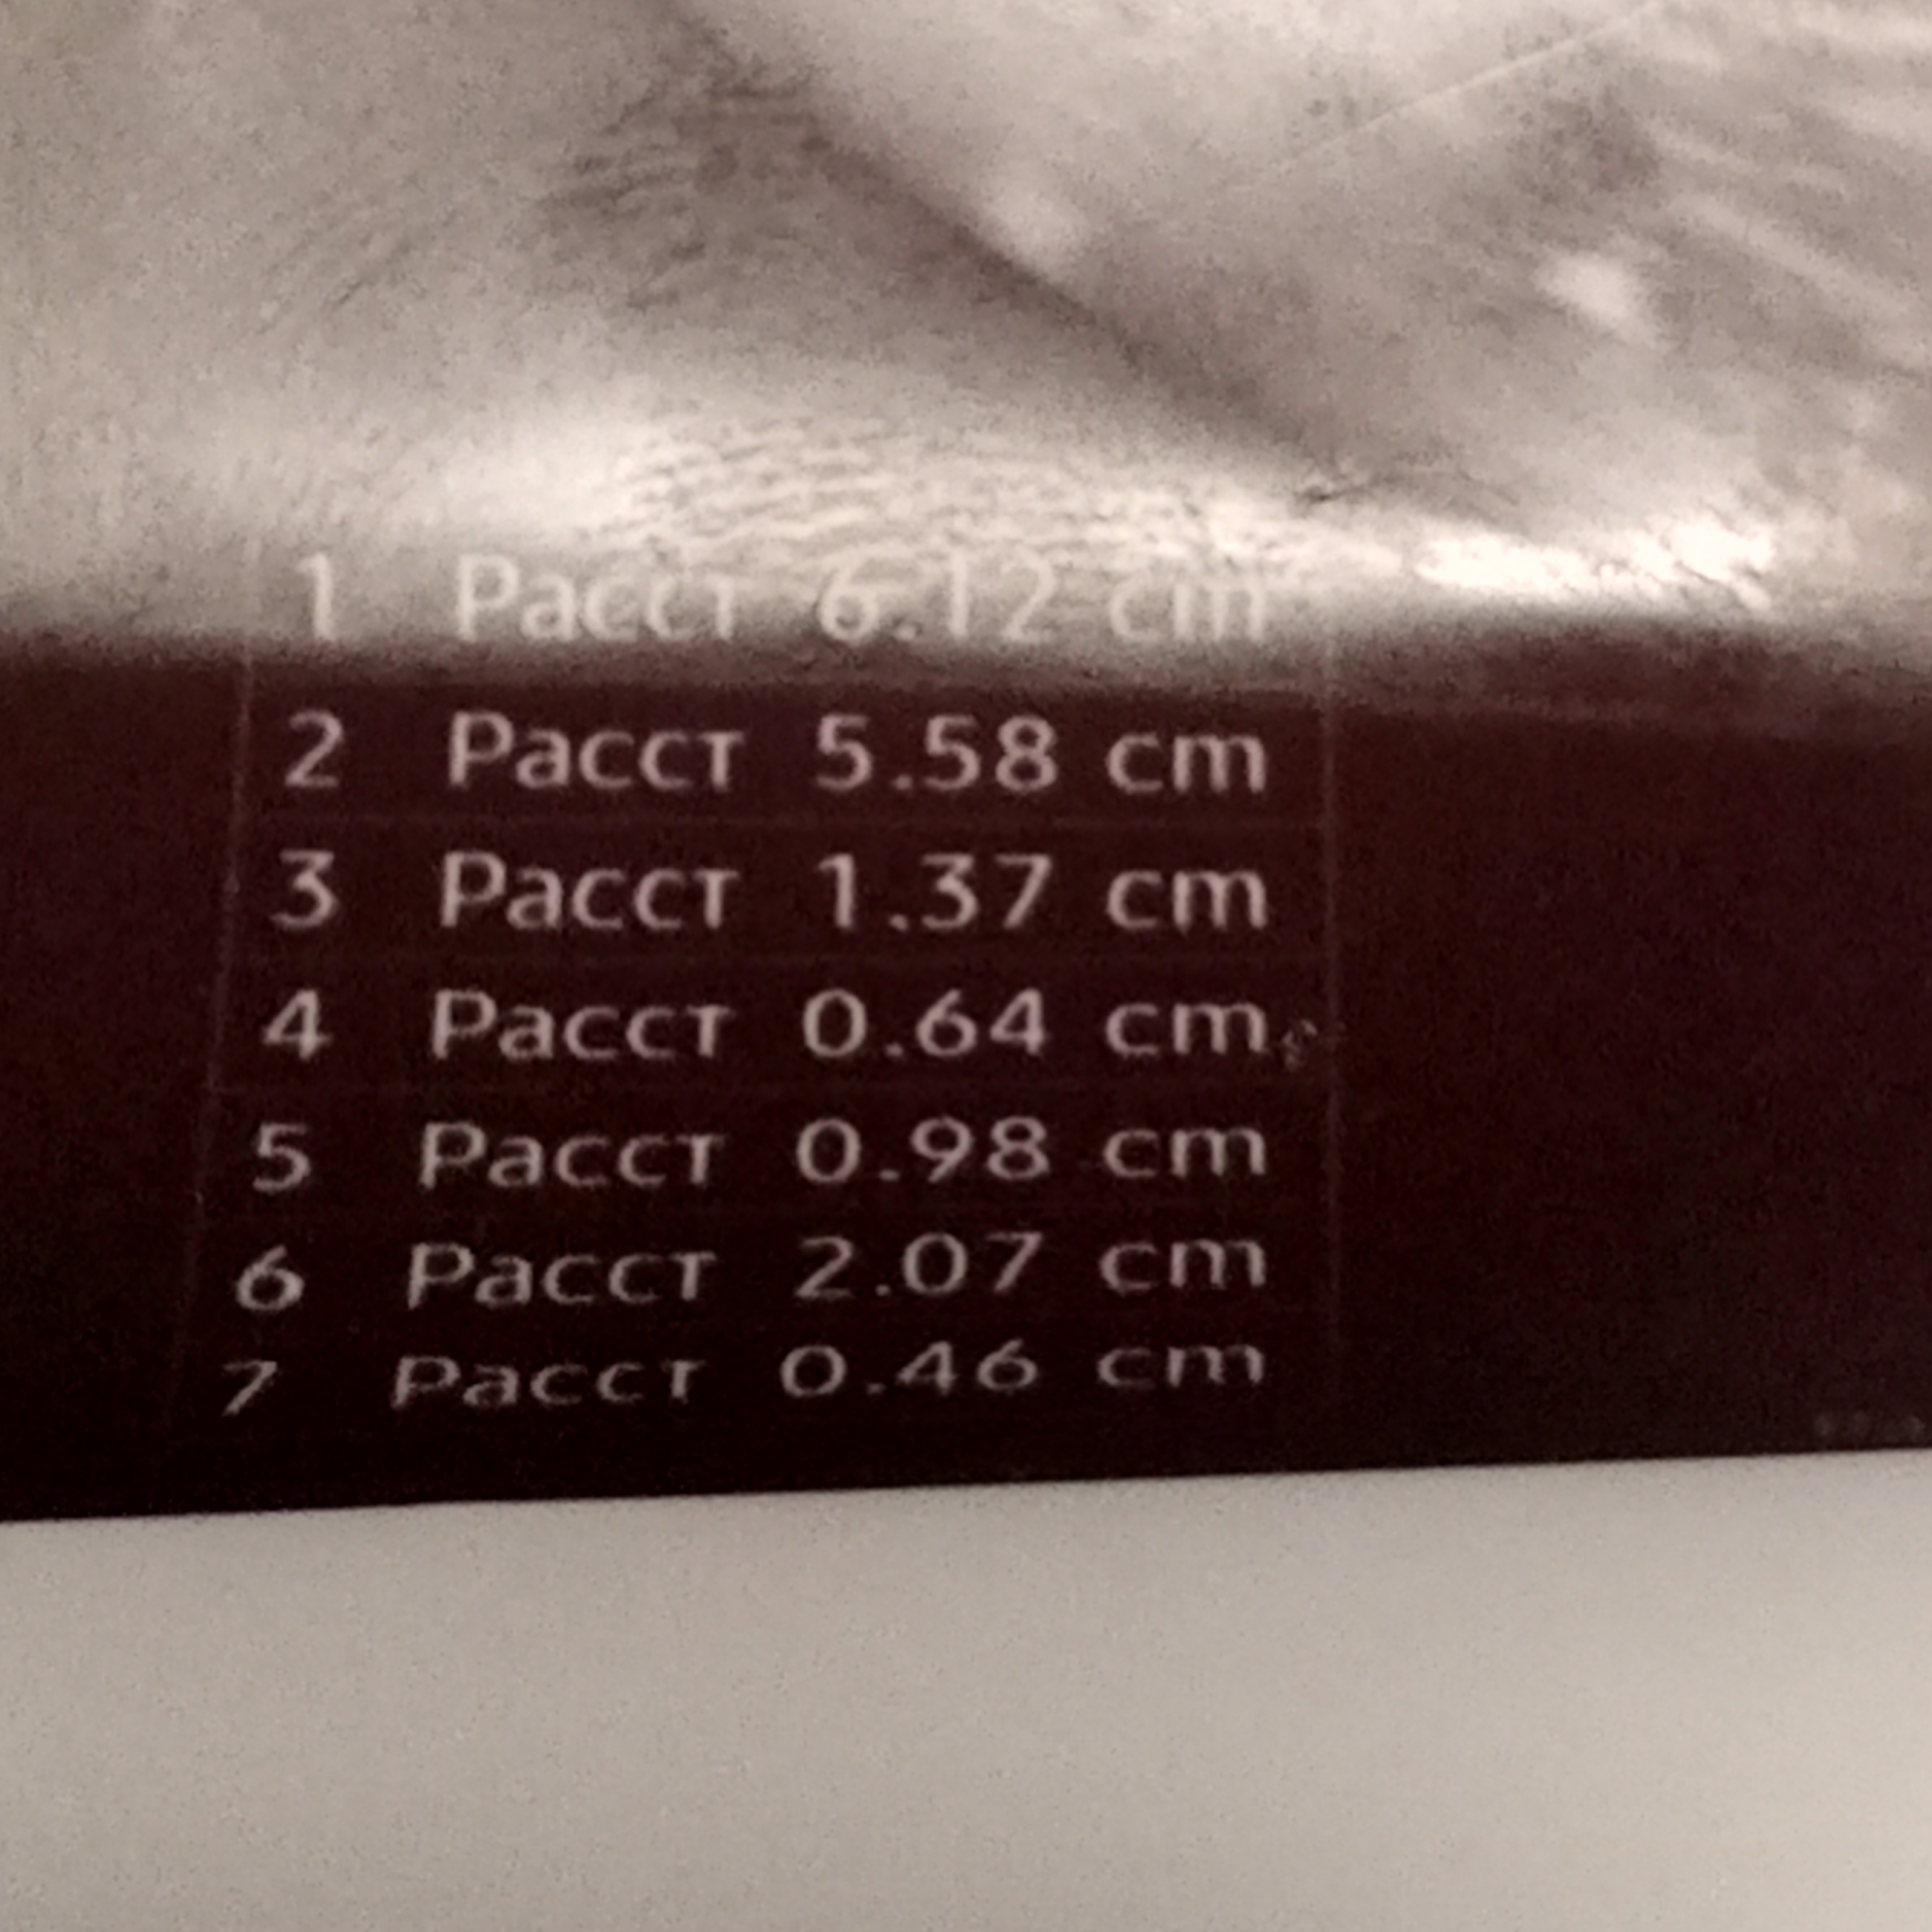 1 Расст 6.12 cm
2 Расст 5.58 cm
3 Расст 1.37 cm
4 Расст 0.64 cm
5 Расст 0.98 cm
6 Расст 2.07 cm
7 Расст 0.46 cm